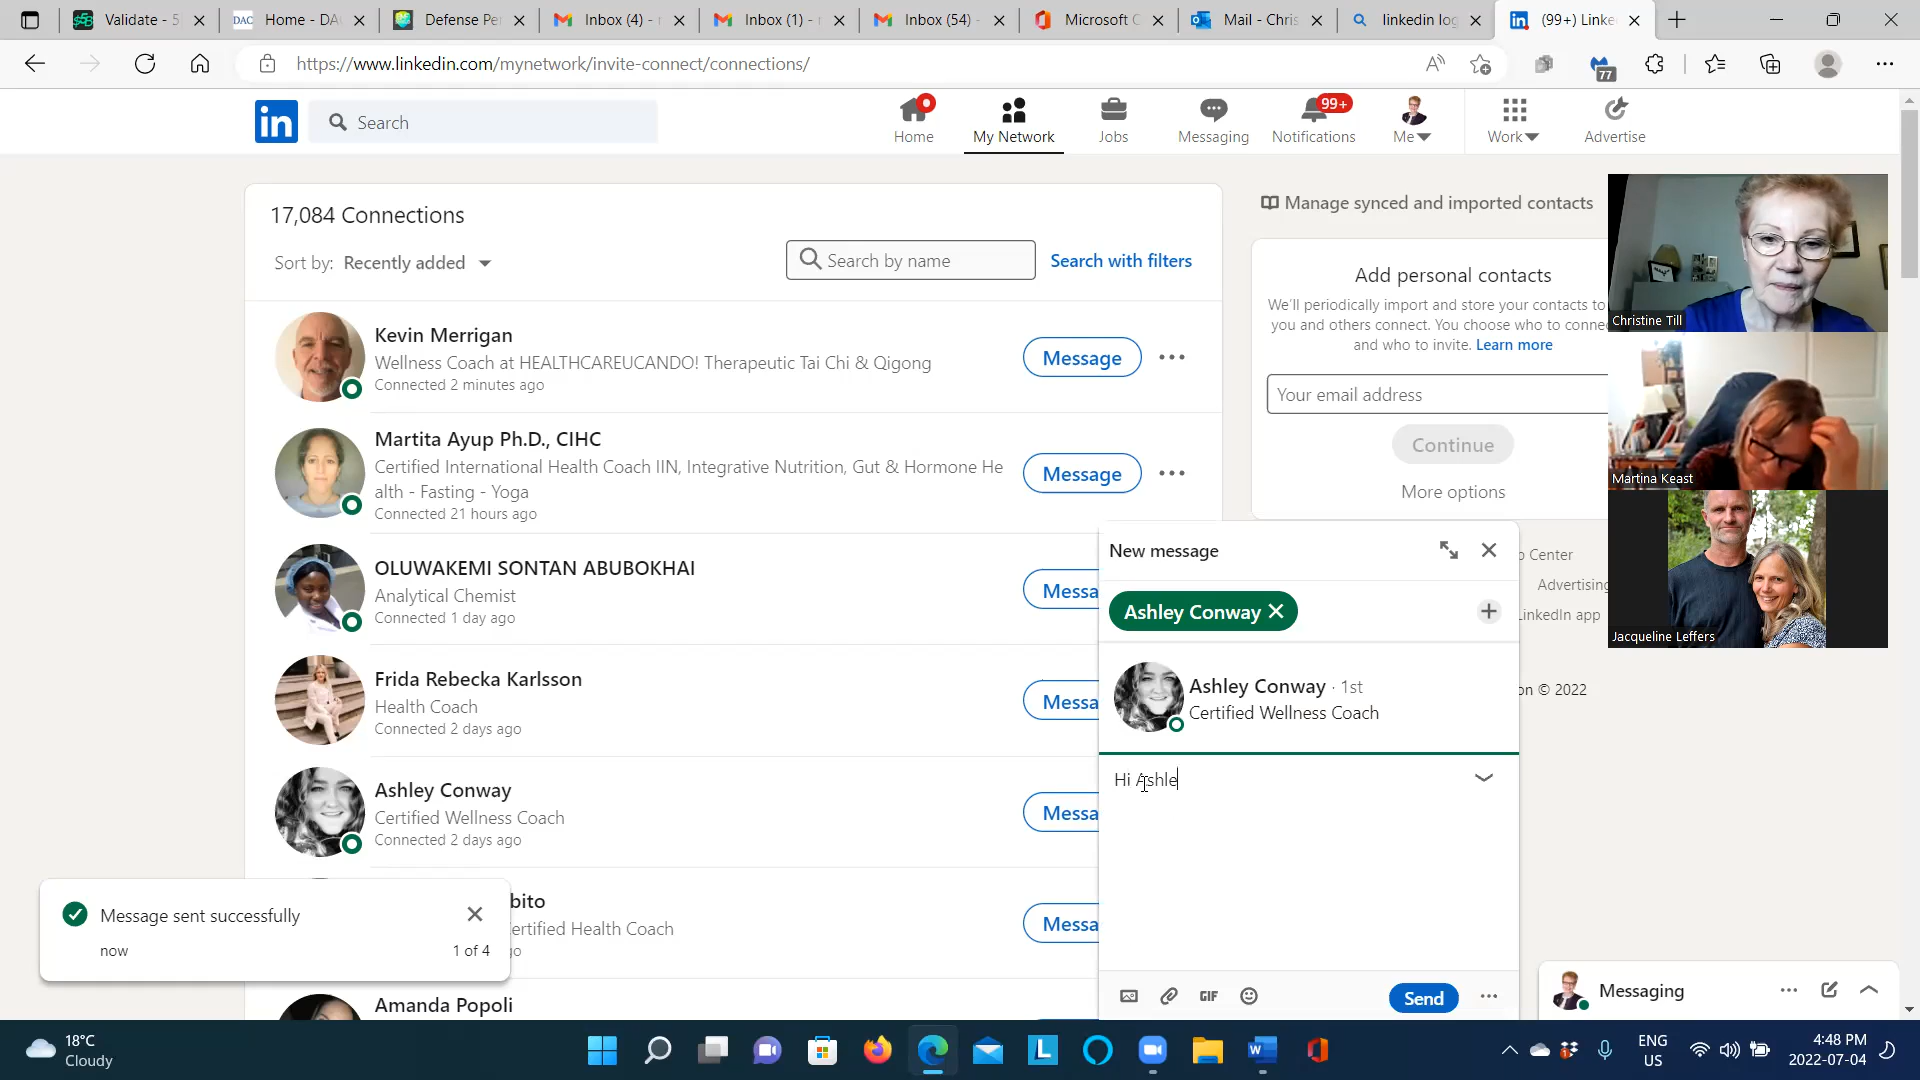 Validate - 5
Home - DA
Defense Pe
Inbox (4) -
Inbox (1) -
Inbox (54) -
Microsoft
Mail - Chris
linkedin log
(99+) Linke
https://www.linkedin.com/mynetwork/invite-connect/connections/
77
in
Search
Home
My Network
Jobs
Messaging
99+
Notifications
Me
Work
Advertise
17,084 Connections
Sort by: Recently added
Search by name
Search with filters
Kevin Merrigan
Wellness Coach at HEALTHCAREUCANDO! Therapeutic Tai Chi & Qigong
Connected 2 minutes ago
Message
Martita Ayup Ph.D., CIHC
Certified International Health Coach IIN, Integrative Nutrition, Gut & Hormone He
alth - Fasting - Yoga
Connected 21 hours ago
Message
OLUWAKEMI SONTAN ABUBOKHAI
Analytical Chemist
Connected 1 day ago
Messa
Frida Rebecka Karlsson
Health Coach
Connected 2 days ago
Messa
Ashley Conway
Certified Wellness Coach
Connected 2 days ago
Messa
bito
ertified Health Coach
go
Messa
Amanda Popoli
Message sent successfully
now
1 of 4
Manage synced and imported contacts
Add personal contacts
We'll periodically import and store your contacts to
you and others connect. You choose who to conne
and who to invite. Learn more
Your email address
Continue
More options
p Center
Advertising
LinkedIn app
on © 2022
Christine Till
Martina Keast
Jacqueline Leffers
New message
Ashley Conway
Ashley Conway · 1st
Certified Wellness Coach
Hi Ashle
GIF
Send
Messaging
18°C
Cloudy
ENG
US
4:48 PM
2022-07-04